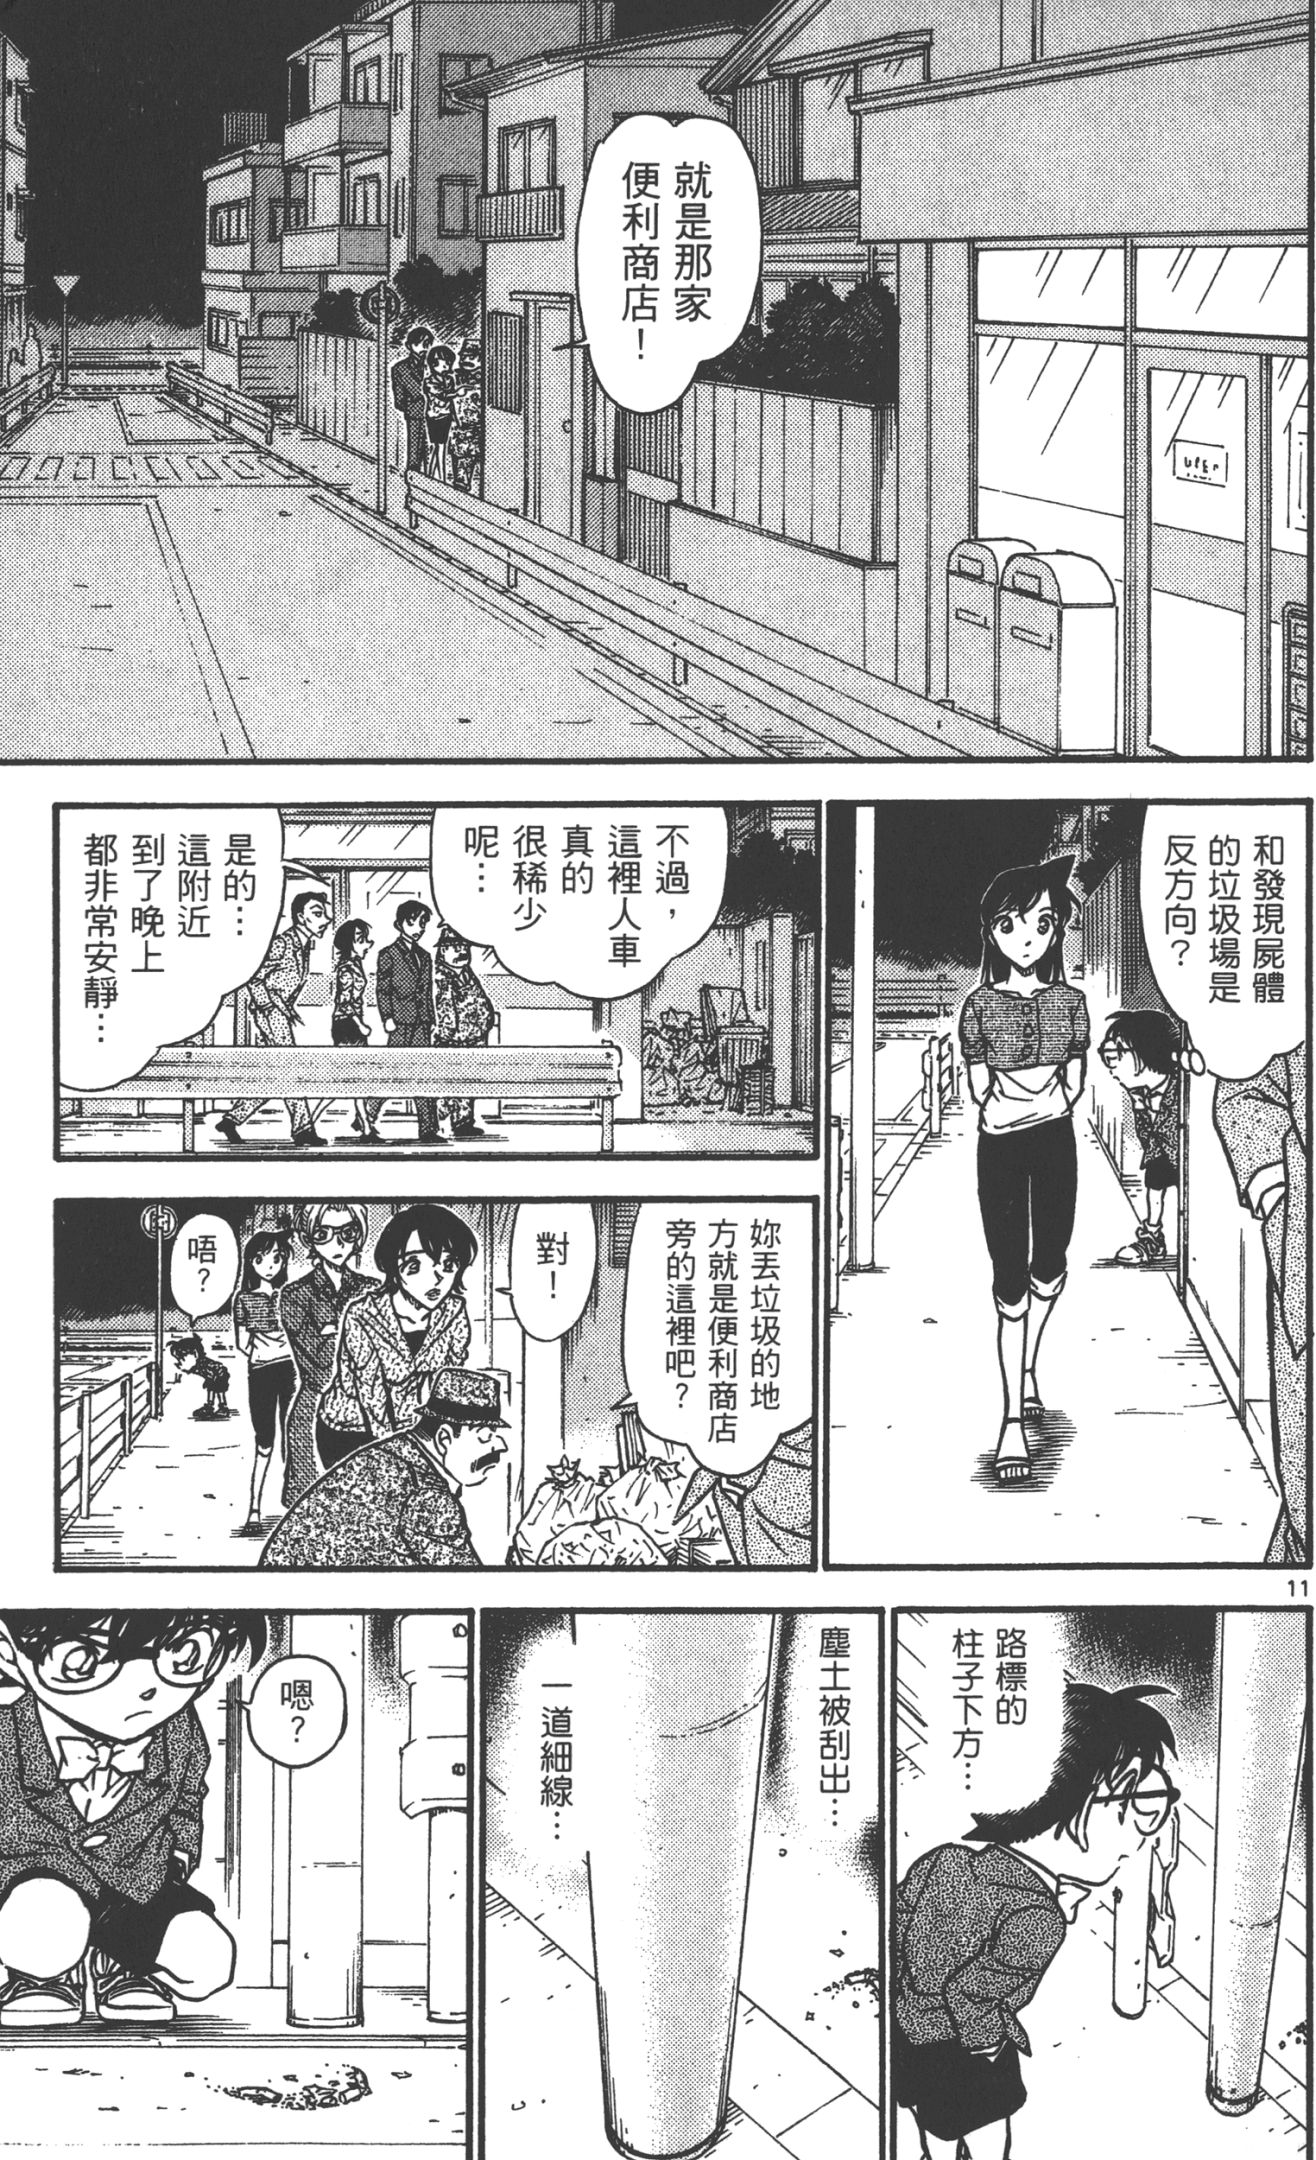 就是那家
便利商店！
OPEN
和發現屍體
的垃圾場是
反方向？
不過，
這裡人車
真的
很稀少
呢…
是的…
這附近
到了晚上
都非常安靜…
妳丟垃圾的地
方就是便利商店
旁的這裡吧？
對！
唔？
11
路標的
柱子下方…
塵土被刮出…
一道細線…
嗯？